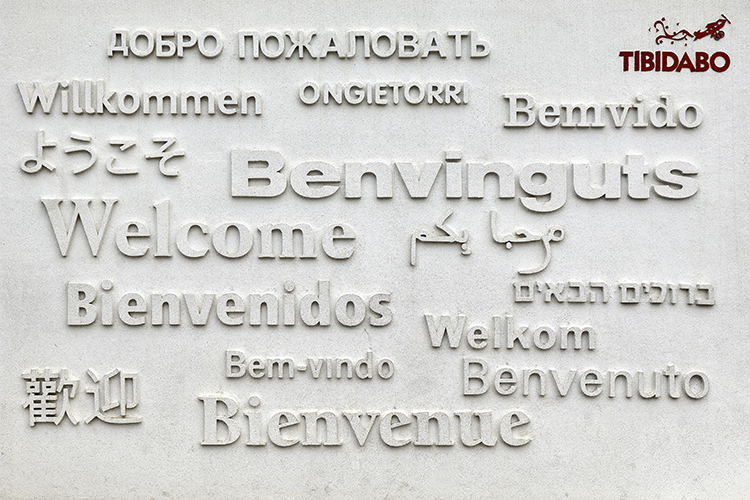 ДОБРО ПОЖАЛОВАТЬ
TIBIDABO
Willkommen
ONGIETORRI
Bemvido
ようこそ
Benvinguts
Welcome
مرحبا بكم
ברוכים הבאים
Bienvenidos
Welkom
Bem-vindo
Benvenuto
歡迎
Bienvenue